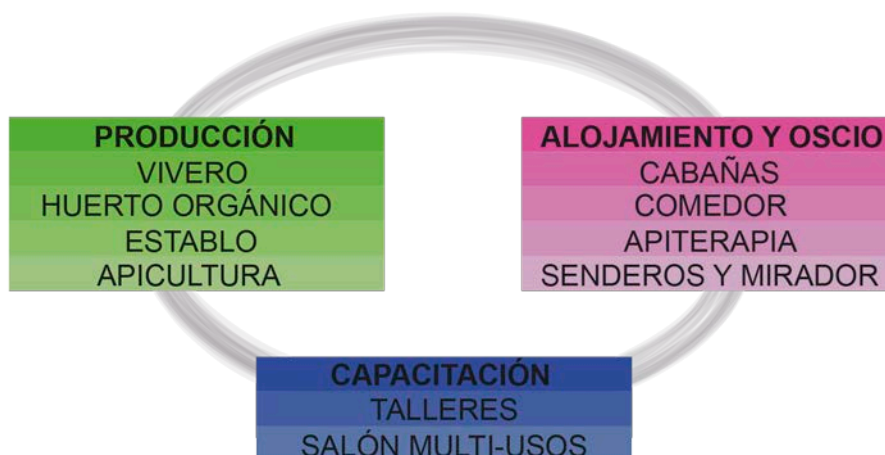 PRODUCCIÓN
VIVERO
HUERTO ORGÁNICO
ESTABLO
APICULTURA
ALOJAMIENTO Y OSCIO
CABAÑAS
COMEDOR
APITERAPIA
SENDEROS Y MIRADOR
CAPACITACIÓN
TALLERES
SALÓN MULTI-USOS